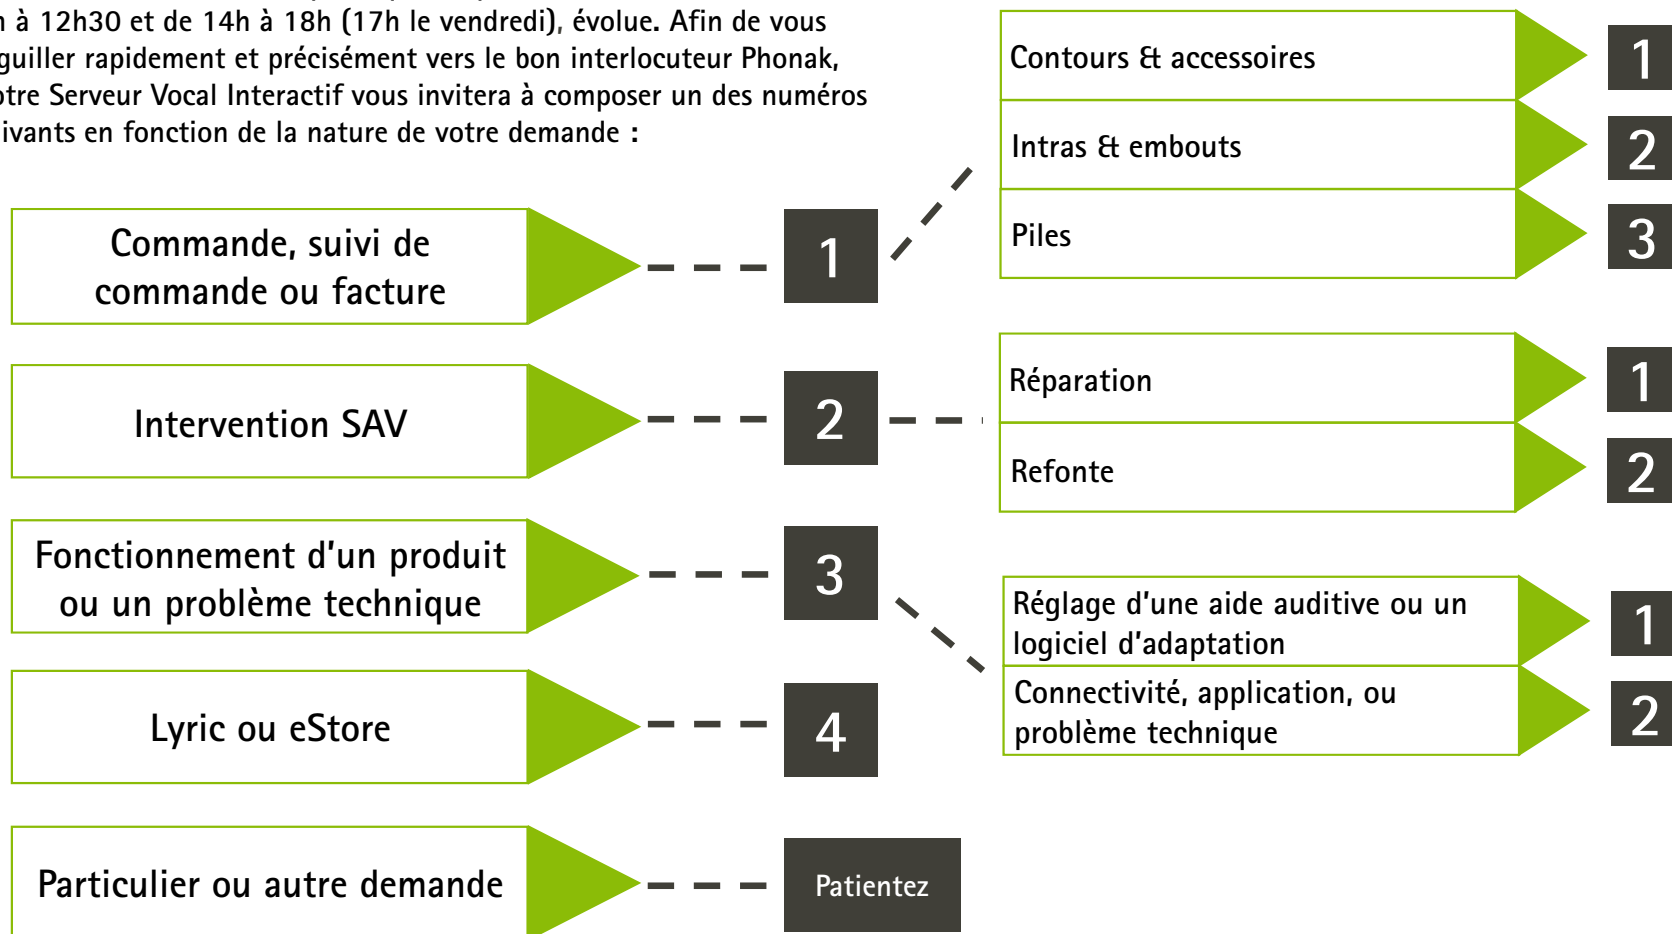 à 12h30 et de 14h à 18h (17h le vendredi), évolue. Afin de vous
guiller rapidement et précisément vers le bon interlocuteur Phonak,
otre Serveur Vocal Interactif vous invitera à composer un des numéros
ivants en fonction de la nature de votre demande :
Commande, suivi de
commande ou facture
1
Contours & accessoires
1
Intras & embouts
2
Piles
3
Intervention SAV
2
Réparation
1
Refonte
2
Fonctionnement d'un produit
ou un problème technique
3
Réglage d'une aide auditive ou un
logiciel d'adaptation
1
Connectivité, application, ou
problème technique
2
Lyric ou eStore
4
Particulier ou autre demande
Patientez